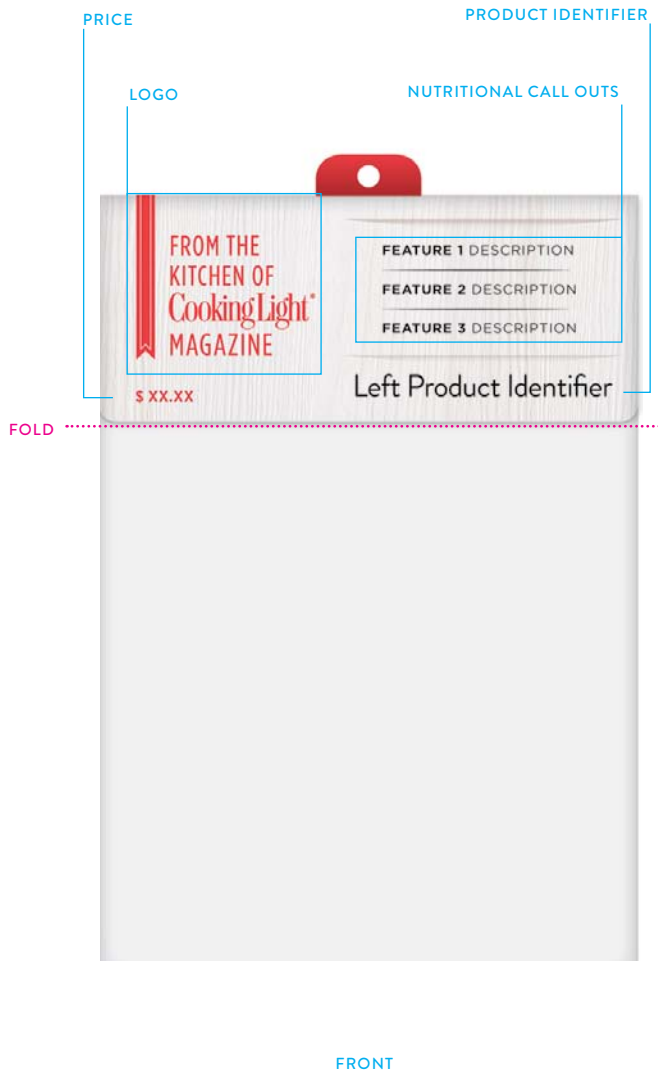 PRICE
PRODUCT IDENTIFIER
LOGO
NUTRITIONAL CALL OUTS
FROM THE
KITCHEN OF
CookingLight®
MAGAZINE
$ XX.XX
FEATURE 1 DESCRIPTION
FEATURE 2 DESCRIPTION
FEATURE 3 DESCRIPTION
Left Product Identifier
FOLD
FRONT